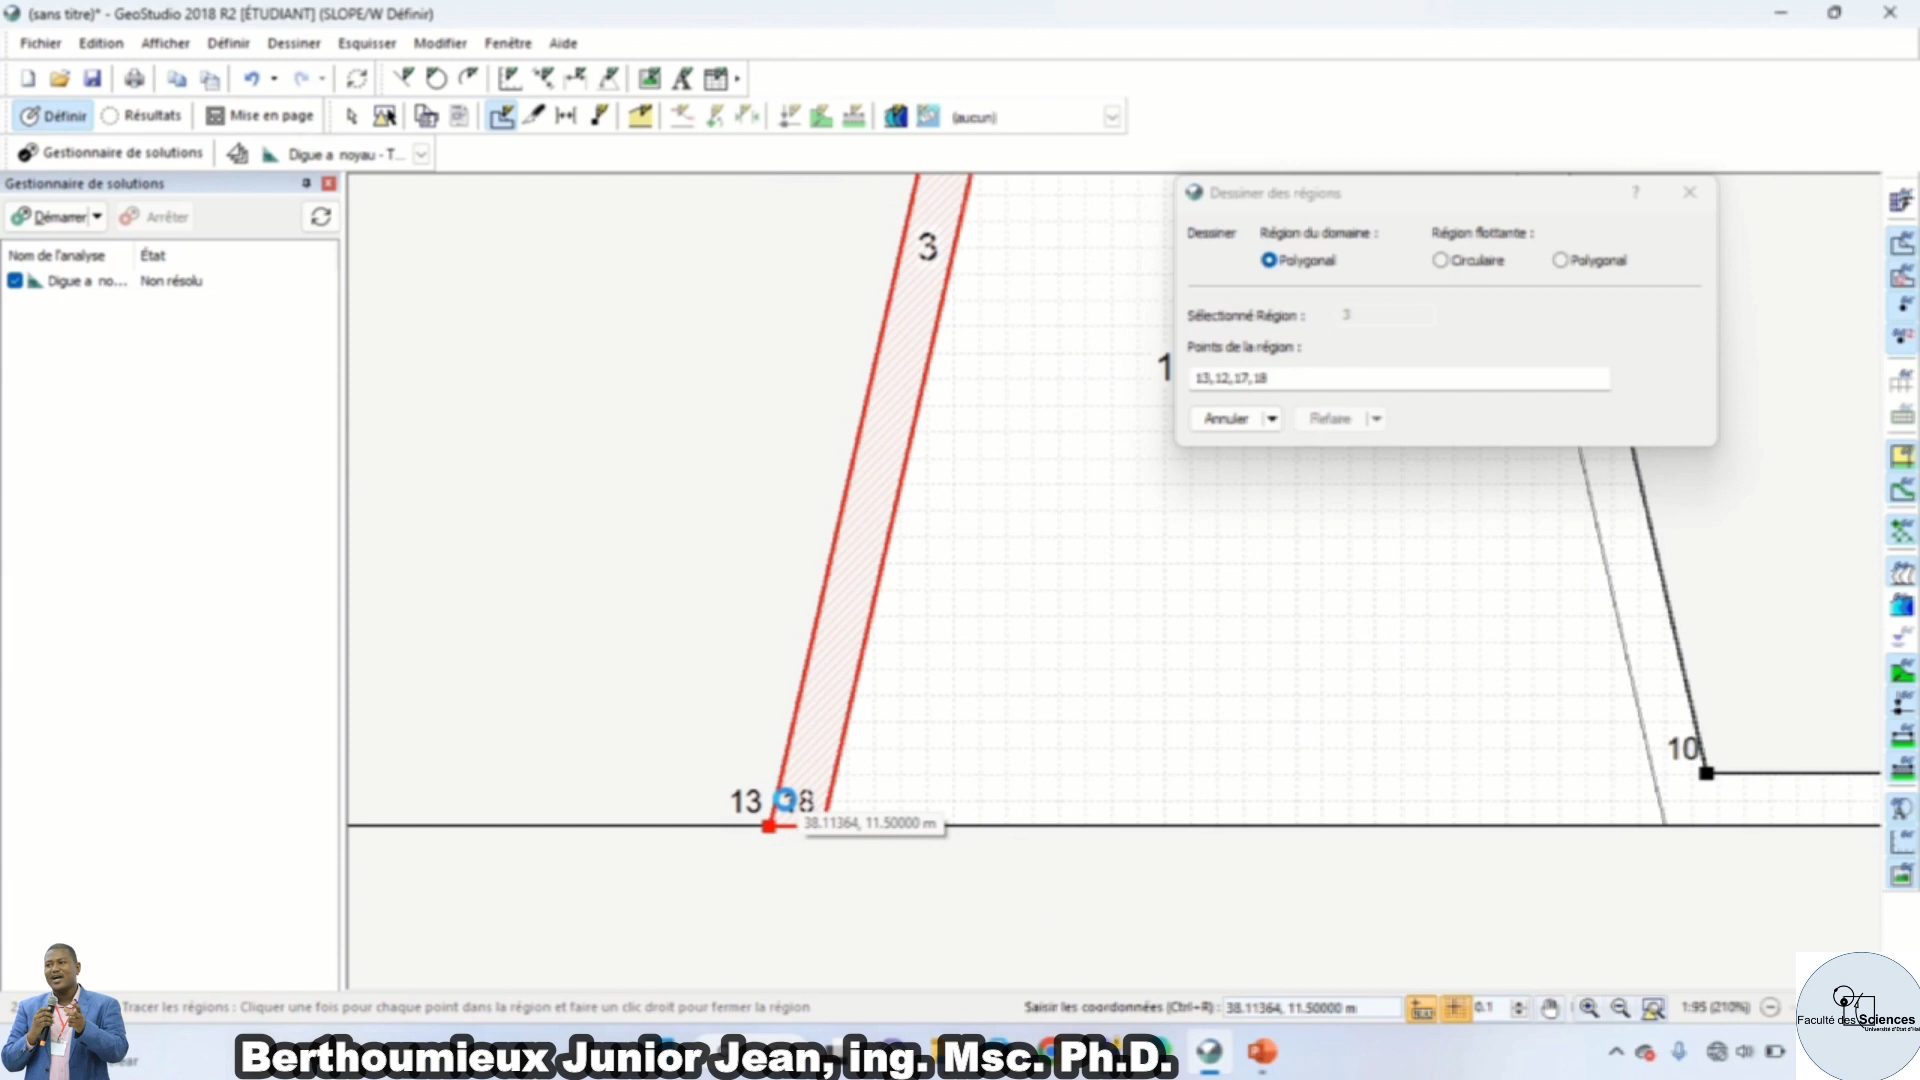 (sans titre)* - GeoStudio 2018 R2 [ÉTUDIANT] (SLOPE/W Définir)
Fichier Edition Afficher Définir Dessiner Esquisser Modifier Fenêtre Aide
Définir Résultats Mise en page (aucun)
Gestionnaire de solutions Digue a noyau - T...
Gestionnaire de solutions
Démarrer Arrêter
Nom de l'analyse État
Digue a no... Non résolu
Dessiner des régions ?
Dessiner Région du domaine : Région flottante :
Polygonal Circulaire Polygonal
Sélectionné Région : 3
Points de la région :
13,12,17,18
Annuler Refaire
3
1
10
13 18
38.11364, 11.50000 m
Tracer les régions : Cliquer une fois pour chaque point dans la région et faire un clic droit pour fermer la région
Saisir les coordonnées (Ctrl+R) : 38.11364, 11.50000 m 0.1 1:95 (210%)
Faculté des Sciences
Berthoumieux Junior Jean, ing. Msc. Ph.D.